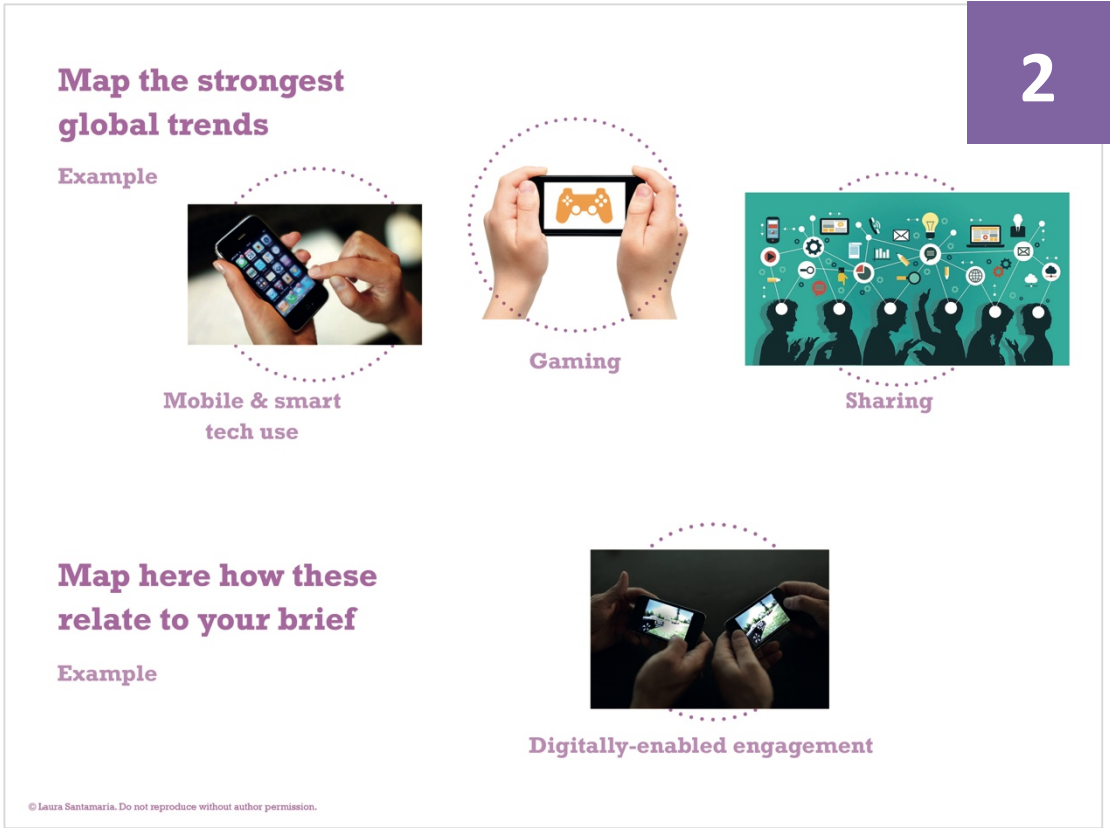 2
Map the strongest
global trends
Example
Mobile & smart
tech use
Gaming
Sharing
Map here how these
relate to your brief
Example
Digitally-enabled engagement
© Laura Santamaria. Do not reproduce without author permission.